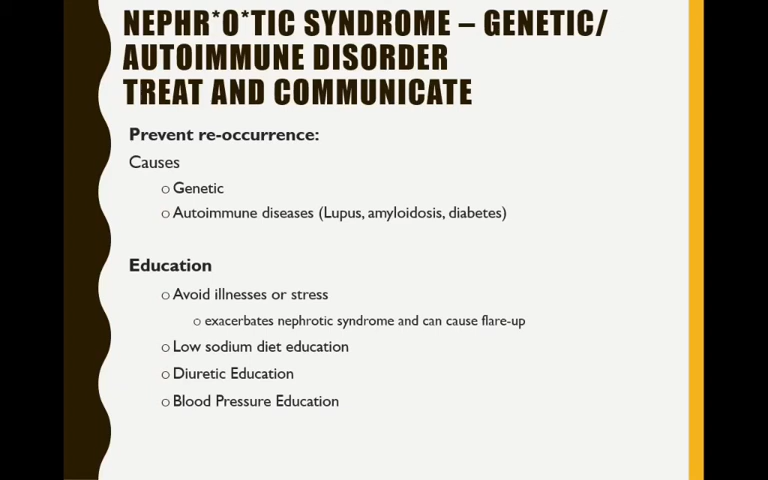 NEPHR*O*TIC SYNDROME – GENETIC/
AUTOIMMUNE DISORDER
TREAT AND COMMUNICATE
Prevent re-occurrence:
Causes
o Genetic
o Autoimmune diseases (Lupus, amyloidosis, diabetes)
Education
o Avoid illnesses or stress
o exacerbates nephrotic syndrome and can cause flare-up
o Low sodium diet education
o Diuretic Education
o Blood Pressure Education